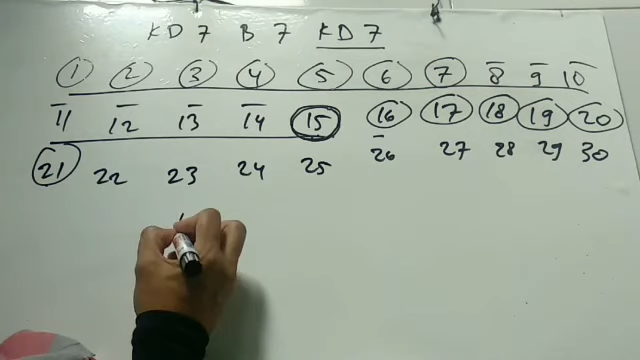 KD 7 B 7 KD 7
1 2 3 4 5 6 7 8 9 10
11 12 13 14 15 16 17 18 19 20
21 22 23 24 25 26 27 28 29 30